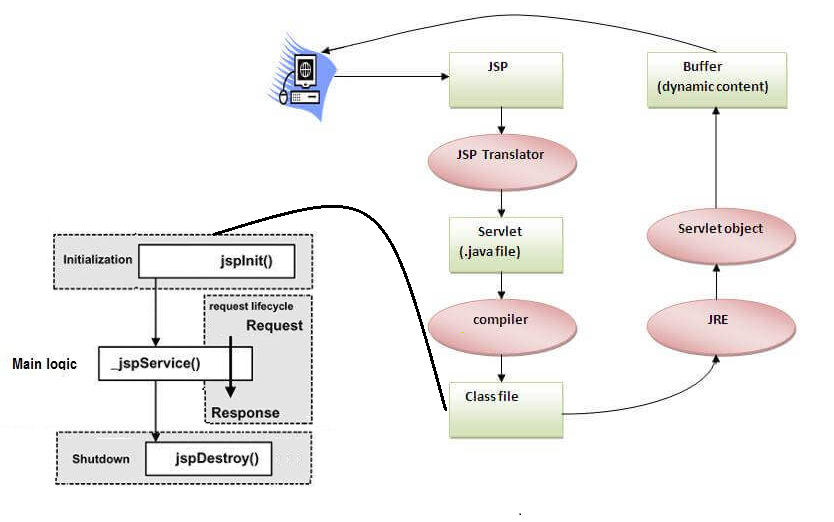 JSP
Buffer
(dynamic content)
JSP Translator
Servlet
(.java file)
Servlet object
compiler
JRE
Class file
Initialization
jspInit()
request lifecycle
Request
Main logic
_jspService()
Response
Shutdown
jspDestroy()